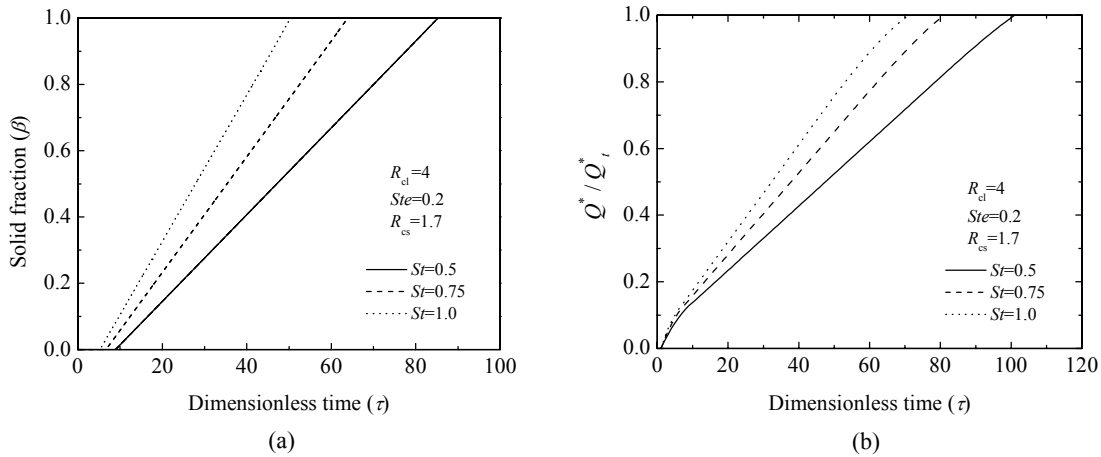 1.0
0.8
0.6
0.4
0.2
0.0
Solid fraction (β)
R_cl=4
Ste=0.2
R_cs=1.7
St=0.5
St=0.75
St=1.0
0 20 40 60 80 100
Dimensionless time (τ)
(a)
1.0
0.8
0.6
0.4
0.2
0.0
Q* / Q*_t
R_cl=4
Ste=0.2
R_cs=1.7
St=0.5
St=0.75
St=1.0
0 20 40 60 80 100 120
Dimensionless time (τ)
(b)